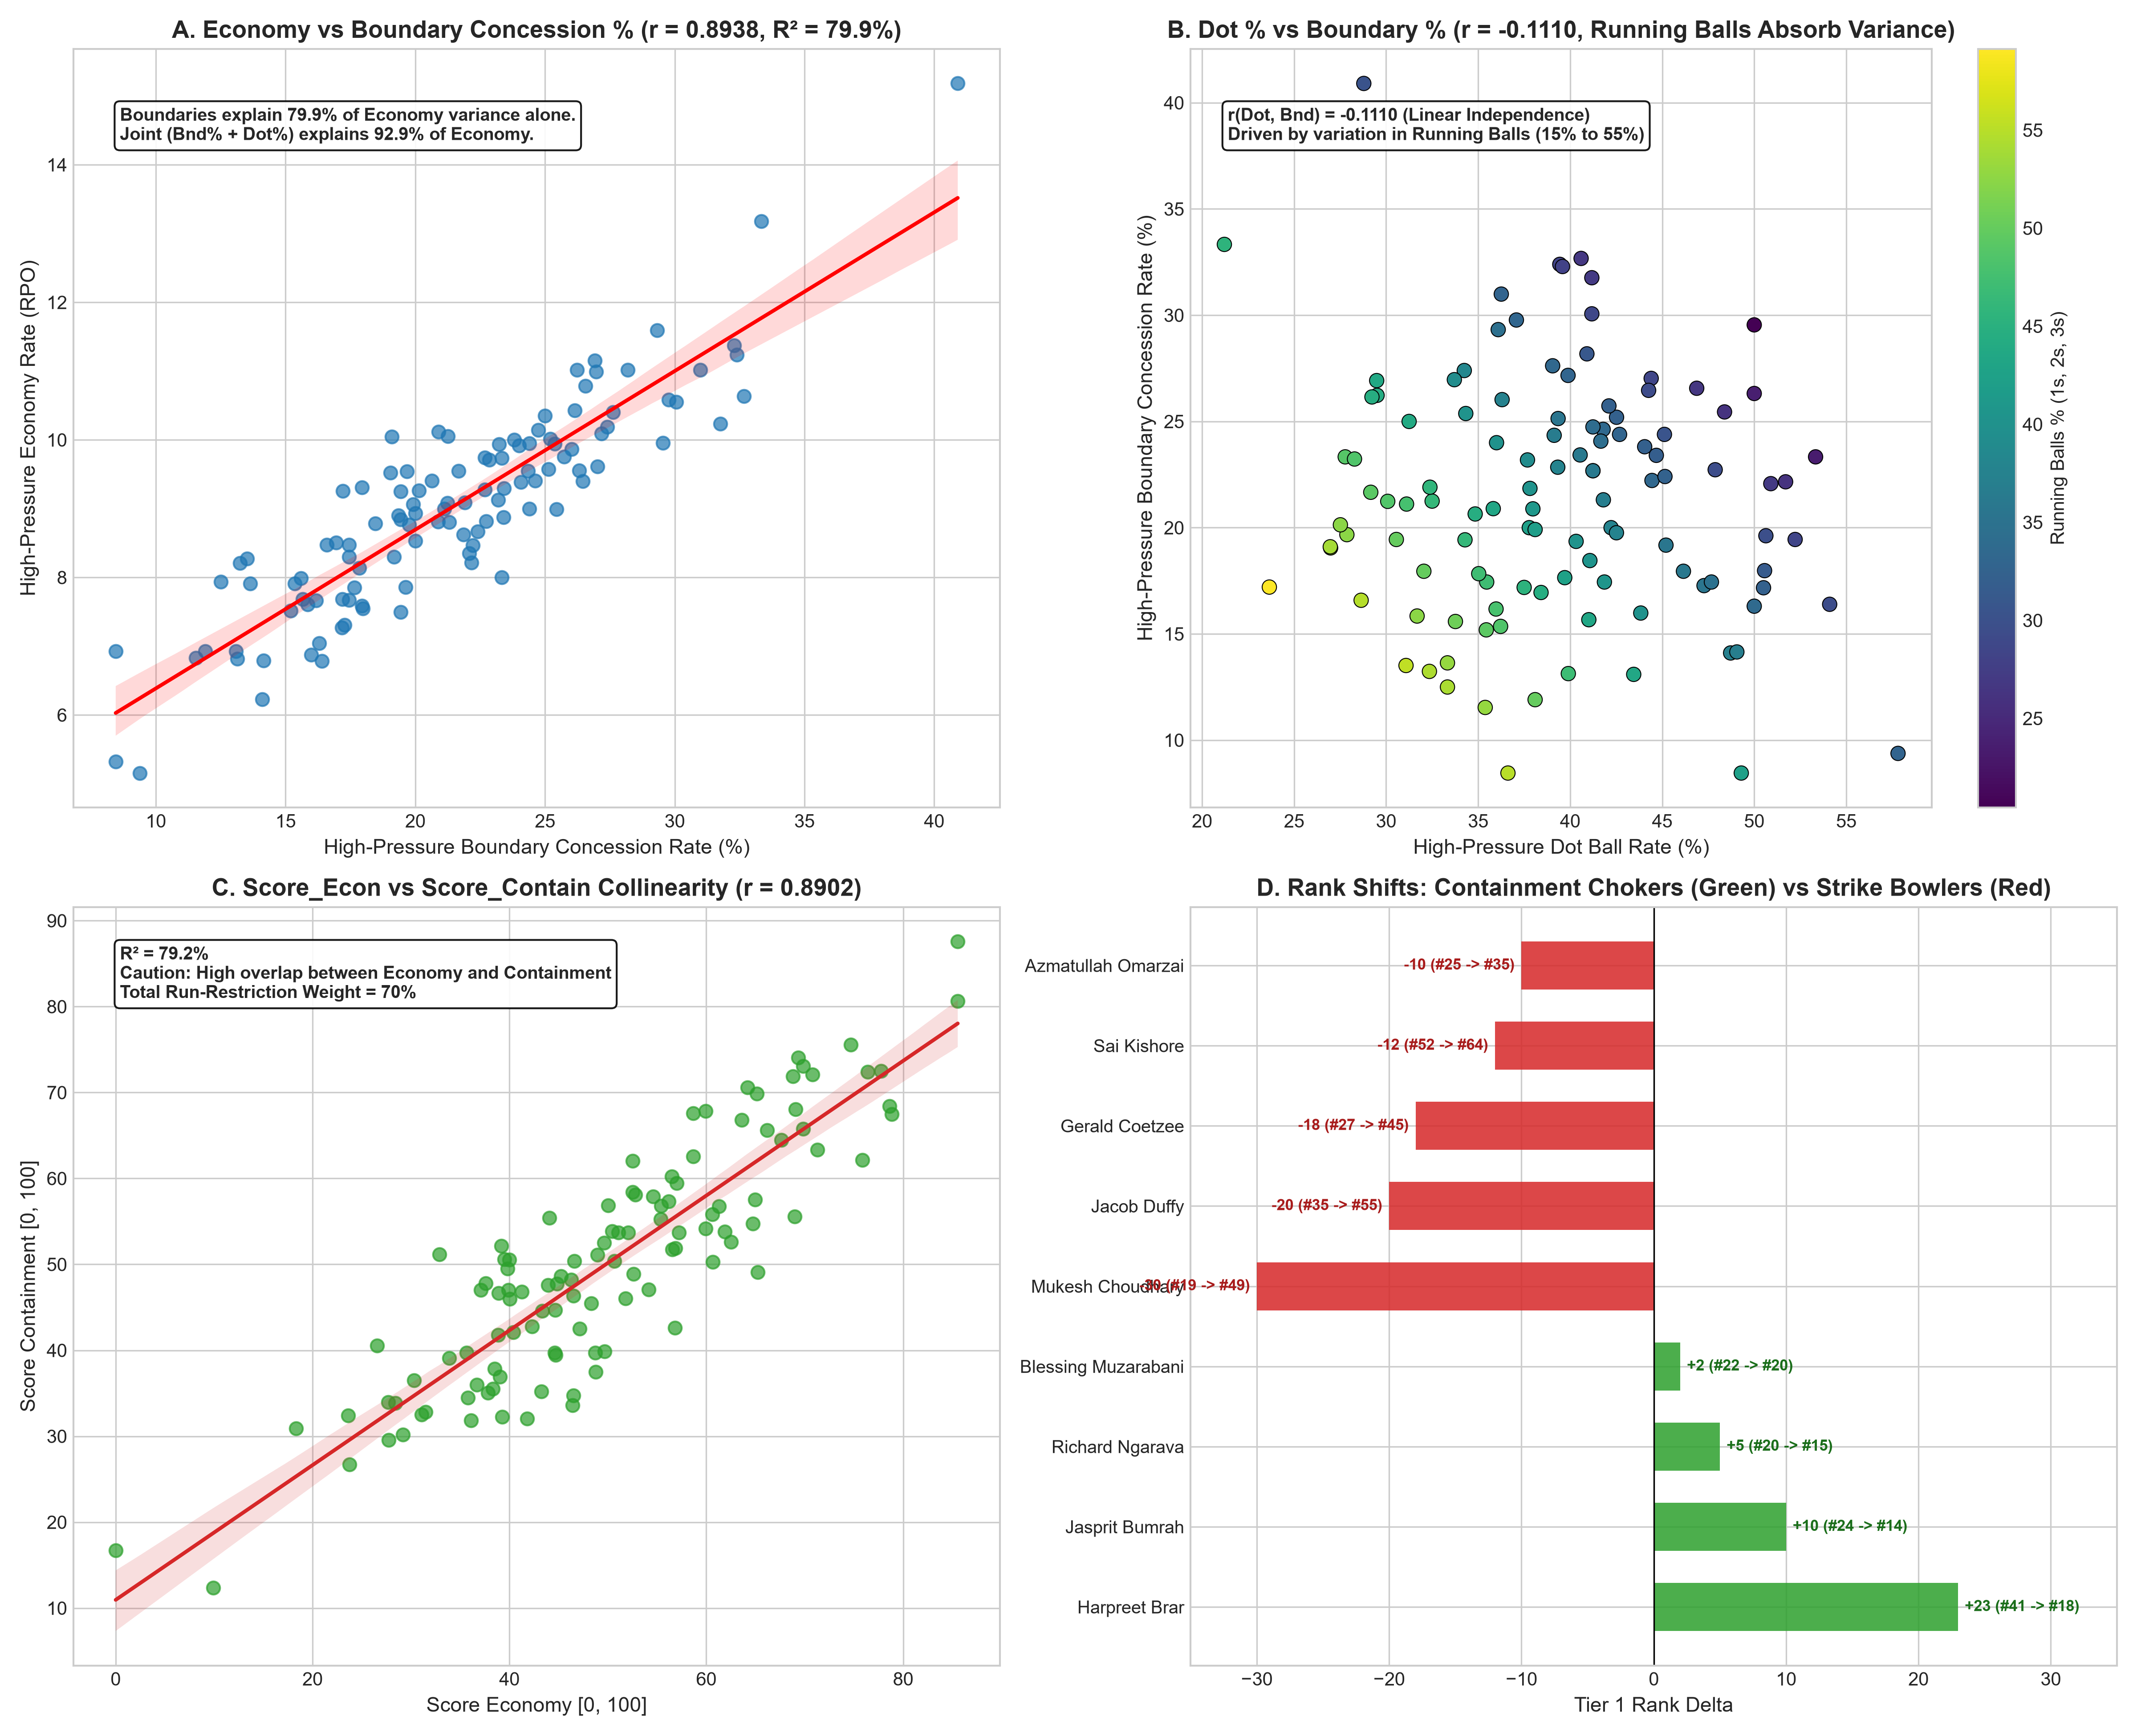 A. Economy vs Boundary Concession % (r = 0.8938, R² = 79.9%)
Boundaries explain 79.9% of Economy variance alone.
Joint (Bnd% + Dot%) explains 92.9% of Economy.
High-Pressure Economy Rate (RPO)
14
12
10
8
6
10
15
20
25
30
35
40
High-Pressure Boundary Concession Rate (%)
B. Dot % vs Boundary % (r = -0.1110, Running Balls Absorb Variance)
r(Dot, Bnd) = -0.1110 (Linear Independence)
Driven by variation in Running Balls (15% to 55%)
High-Pressure Boundary Concession Rate (%)
40
35
30
25
20
15
10
20
25
30
35
40
45
50
55
High-Pressure Dot Ball Rate (%)
55
50
45
40
35
30
25
Running Balls % (1s, 2s, 3s)
C. Score_Econ vs Score_Contain Collinearity (r = 0.8902)
R² = 79.2%
Caution: High overlap between Economy and Containment
Total Run-Restriction Weight = 70%
Score Containment [0, 100]
90
80
70
60
50
40
30
20
10
0
20
40
60
80
Score Economy [0, 100]
D. Rank Shifts: Containment Chokers (Green) vs Strike Bowlers (Red)
Azmatullah Omarzai
-10 (#25 -> #35)
Sai Kishore
-12 (#52 -> #64)
Gerald Coetzee
-18 (#27 -> #45)
Jacob Duffy
-20 (#35 -> #55)
Mukesh Choudhary
-30 (#19 -> #49)
Blessing Muzarabani
+2 (#22 -> #20)
Richard Ngarava
+5 (#20 -> #15)
Jasprit Bumrah
+10 (#24 -> #14)
Harpreet Brar
+23 (#41 -> #18)
−30
−20
−10
0
10
20
30
Tier 1 Rank Delta